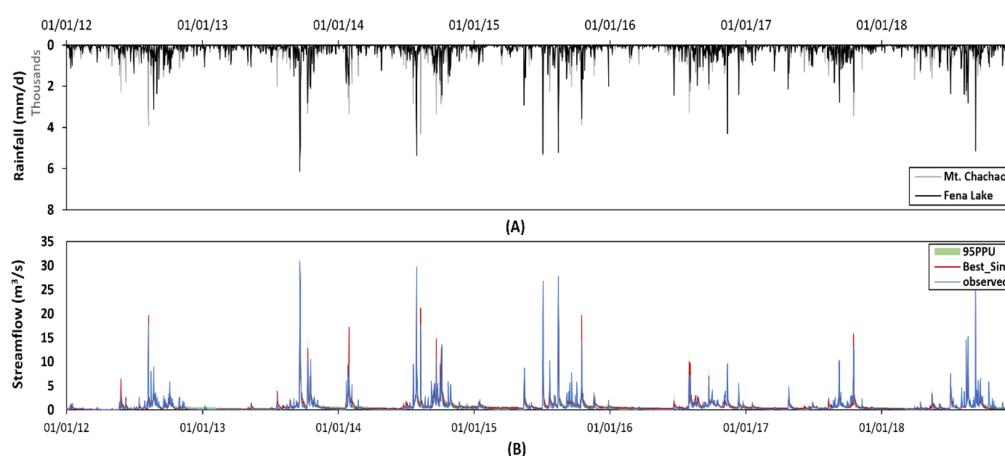 01/01/12 01/01/13 01/01/14 01/01/15 01/01/16 01/01/17 01/01/18
0
2
4
6
8
Rainfall (mm/d)
Thousands
Mt. Chachao
Fena Lake
(A)
35
30
25
20
15
10
5
0
Streamflow (m³/s)
95PPU
Best_Sim
observed
01/01/12 01/01/13 01/01/14 01/01/15 01/01/16 01/01/17 01/01/18
(B)